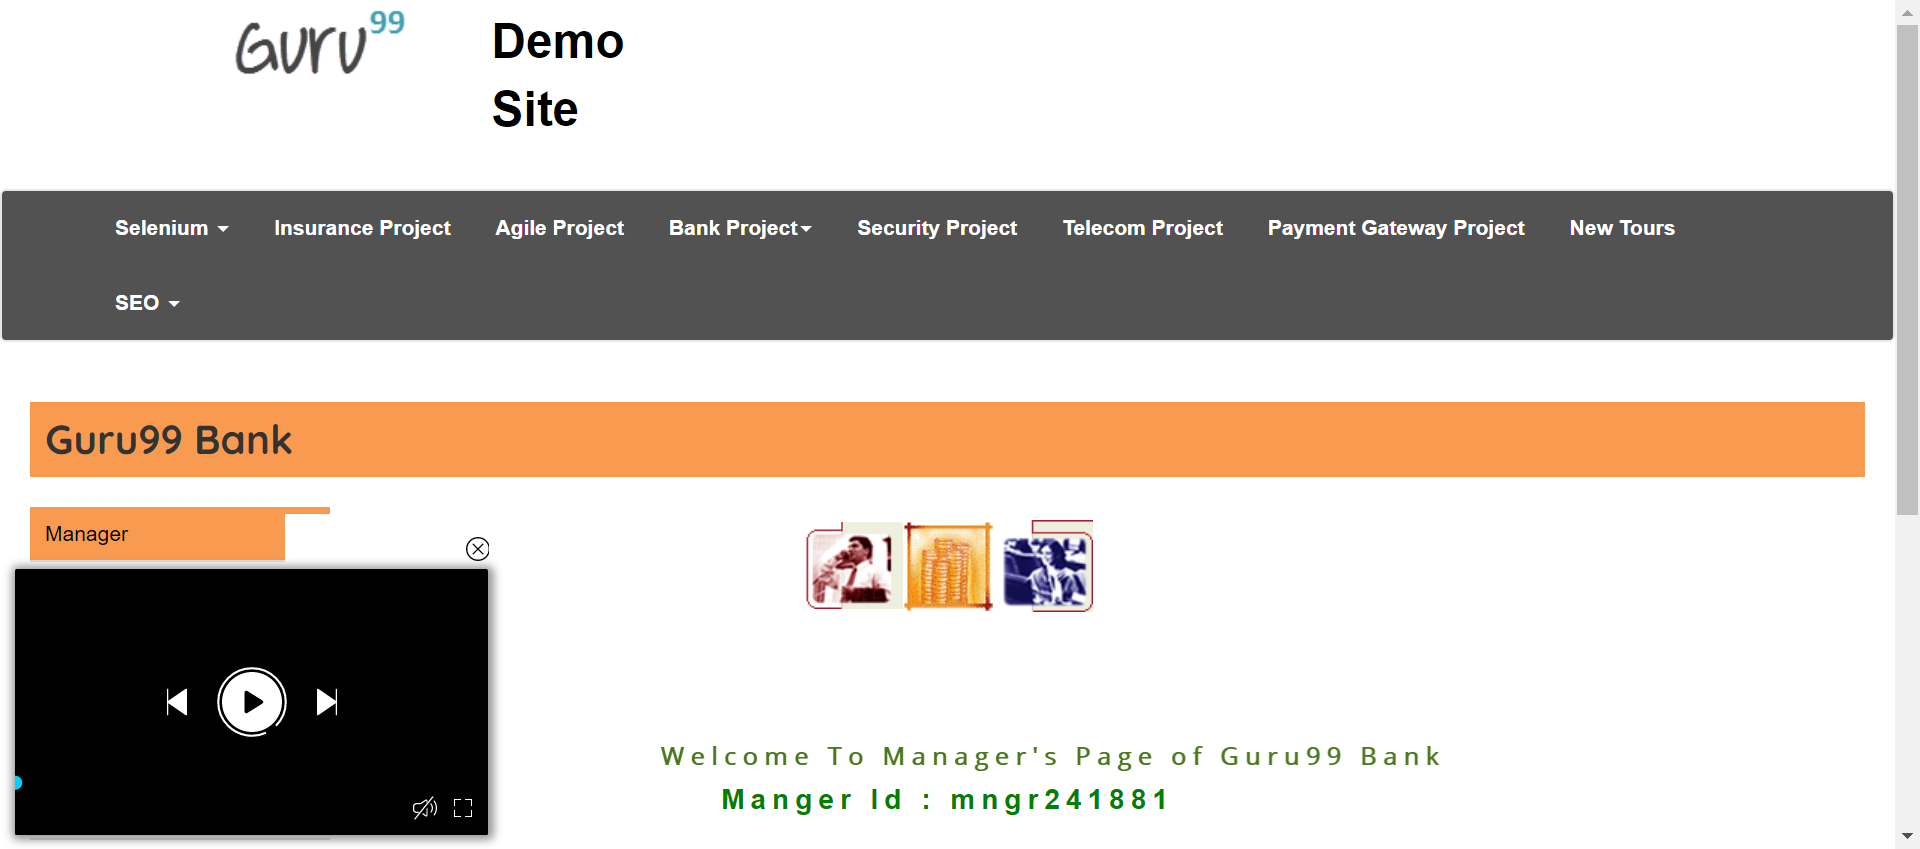 Guru99
Demo
Site
Selenium Insurance Project Agile Project Bank Project Security Project Telecom Project Payment Gateway Project New Tours
SEO
Guru99 Bank
Manager
Welcome To Manager's Page of Guru99 Bank
Manger Id : mngr241881